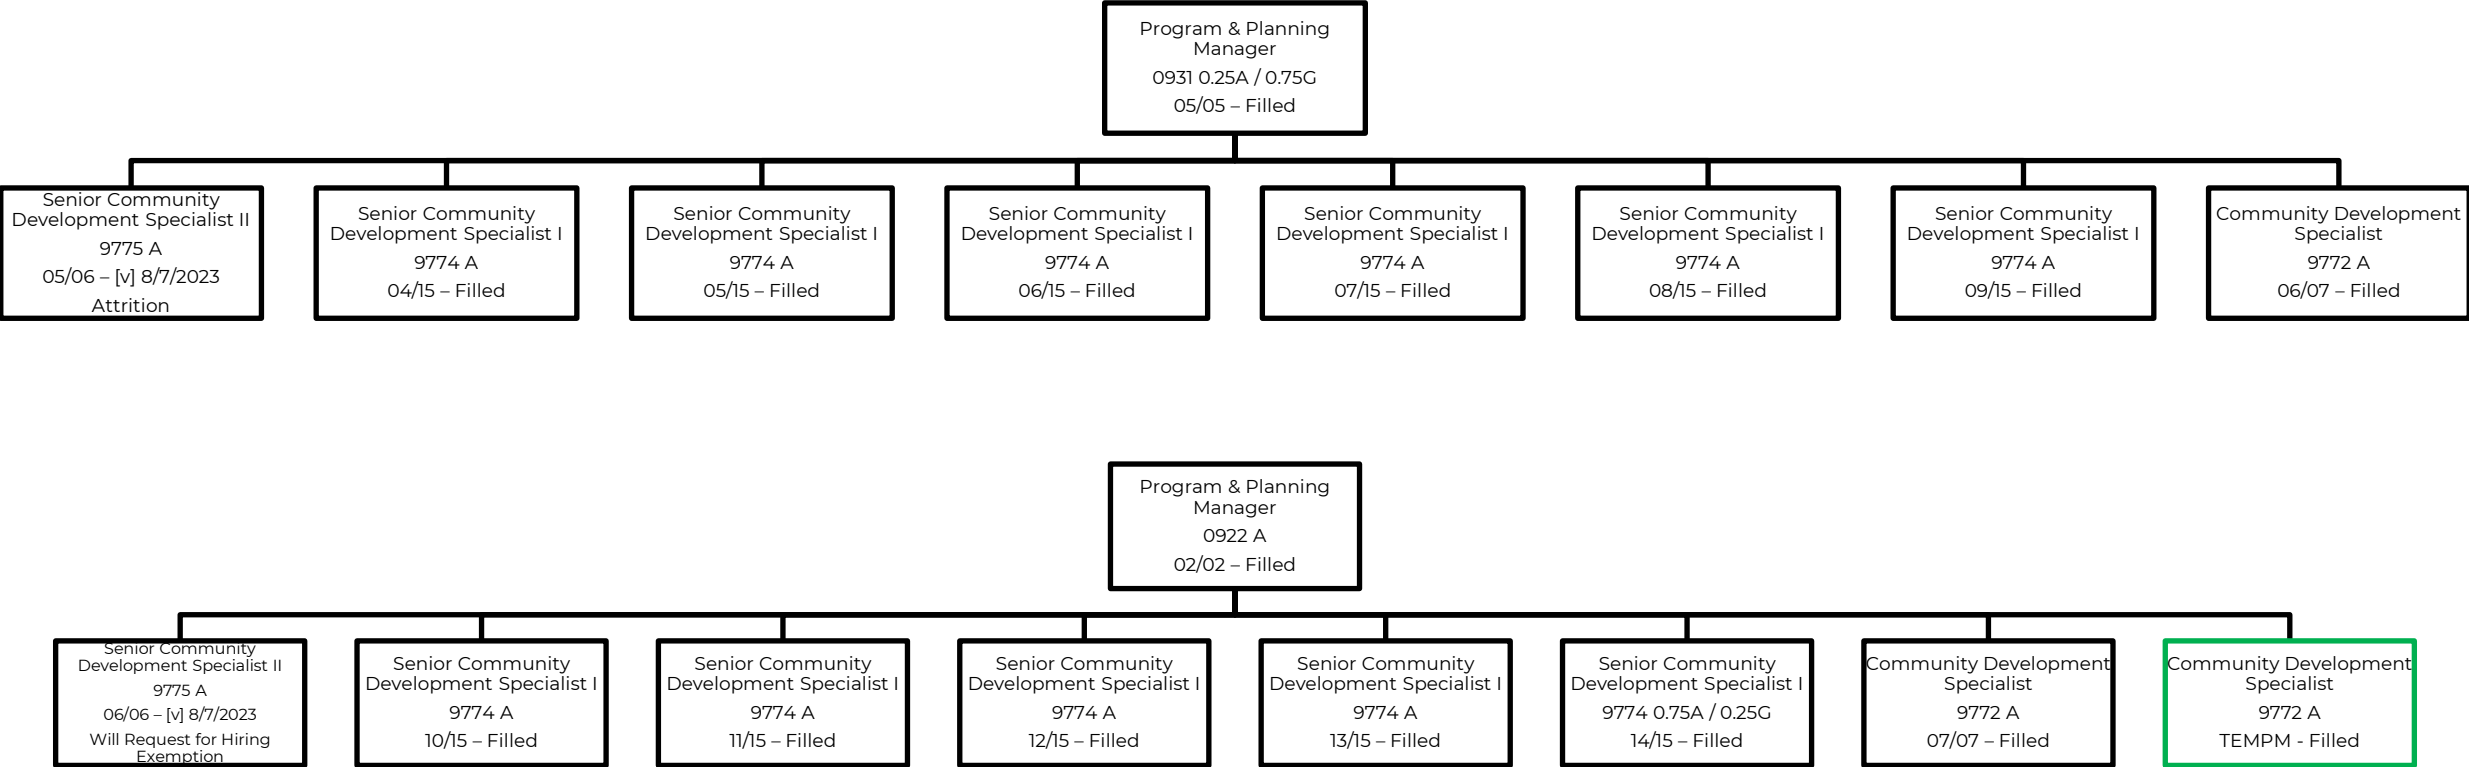 Program & Planning
Manager
0931 0.25A / 0.75G
05/05 – Filled
Senior Community
Development Specialist II
9775 A
05/06 – [v] 8/7/2023
Attrition
Senior Community
Development Specialist I
9774 A
04/15 – Filled
Senior Community
Development Specialist I
9774 A
05/15 – Filled
Senior Community
Development Specialist I
9774 A
06/15 – Filled
Senior Community
Development Specialist I
9774 A
07/15 – Filled
Senior Community
Development Specialist I
9774 A
08/15 – Filled
Senior Community
Development Specialist I
9774 A
09/15 – Filled
Community Development
Specialist
9772 A
06/07 – Filled
Program & Planning
Manager
0922 A
02/02 – Filled
Senior Community
Development Specialist II
9775 A
06/06 – [v] 8/7/2023
Will Request for Hiring
Exemption
Senior Community
Development Specialist I
9774 A
10/15 – Filled
Senior Community
Development Specialist I
9774 A
11/15 – Filled
Senior Community
Development Specialist I
9774 A
12/15 – Filled
Senior Community
Development Specialist I
9774 A
13/15 – Filled
Senior Community
Development Specialist I
9774 0.75A / 0.25G
14/15 – Filled
Community Development
Specialist
9772 A
07/07 – Filled
Community Development
Specialist
9772 A
TEMPM - Filled